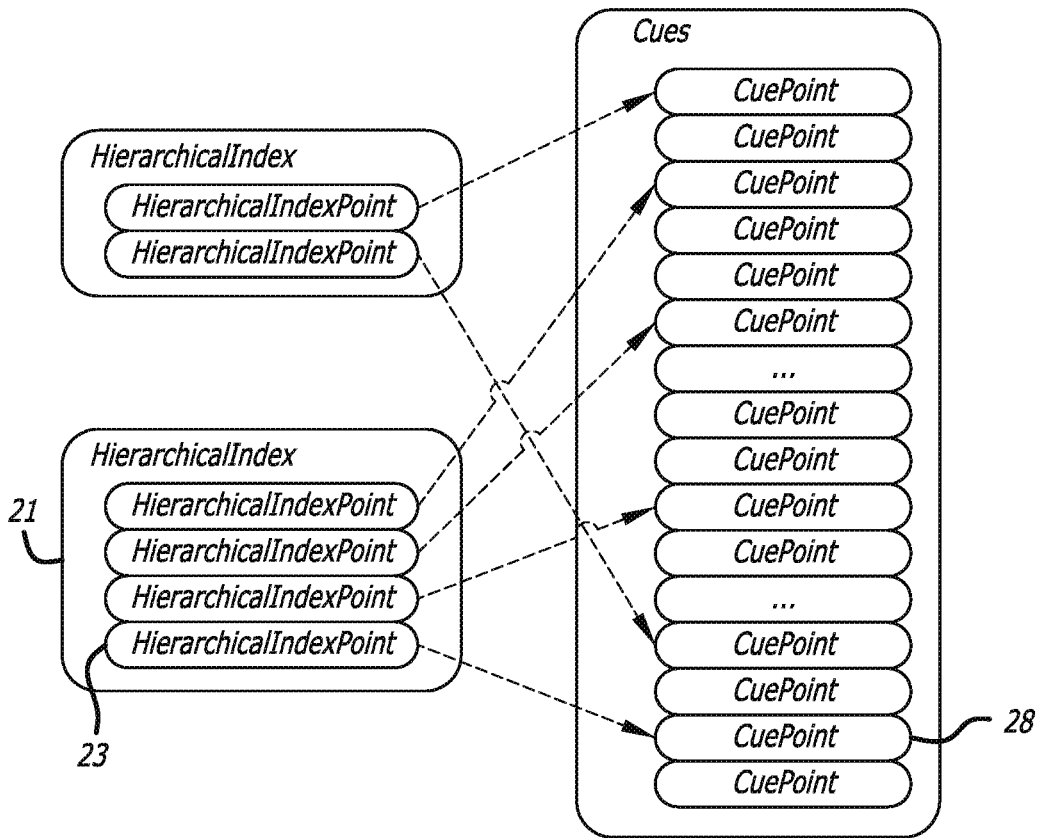 HierarchicalIndex
HierarchicalIndexPoint
HierarchicalIndexPoint
HierarchicalIndex
HierarchicalIndexPoint
HierarchicalIndexPoint
HierarchicalIndexPoint
HierarchicalIndexPoint
21
23
Cues
CuePoint
CuePoint
CuePoint
CuePoint
CuePoint
CuePoint
...
CuePoint
CuePoint
CuePoint
CuePoint
...
CuePoint
CuePoint
CuePoint
CuePoint
28